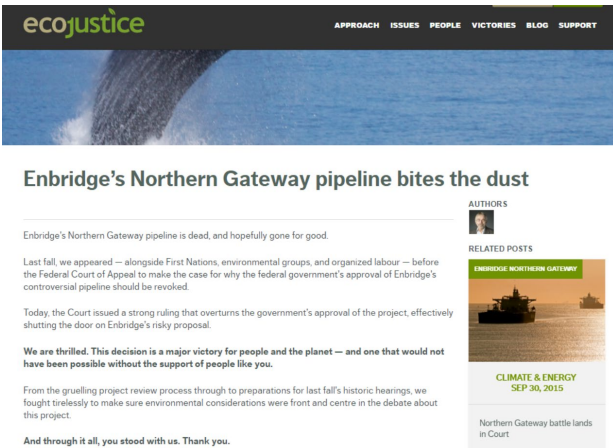 ecojustice
APPROACH ISSUES PEOPLE VICTORIES BLOG SUPPORT
Enbridge's Northern Gateway pipeline bites the dust
Enbridge's Northern Gateway pipeline is dead, and hopefully gone for good.
Last fall, we appeared — alongside First Nations, environmental groups, and organized labour — before
the Federal Court of Appeal to make the case for why the federal government's approval of Enbridge's
controversial pipeline should be revoked.
Today, the Court issued a strong ruling that overturns the government's approval of the project, effectively
shutting the door on Enbridge's risky proposal.
We are thrilled. This decision is a major victory for people and the planet — and one that would not
have been possible without the support of people like you.
From the gruelling project review process through to preparations for last fall's historic hearings, we
fought tirelessly to make sure environmental considerations were front and centre in the debate about
this project.
And through it all, you stood with us. Thank you.
AUTHORS
RELATED POSTS
ENBRIDGE NORTHERN GATEWAY
CLIMATE & ENERGY
SEP 30, 2015
Northern Gateway battle lands
in Court